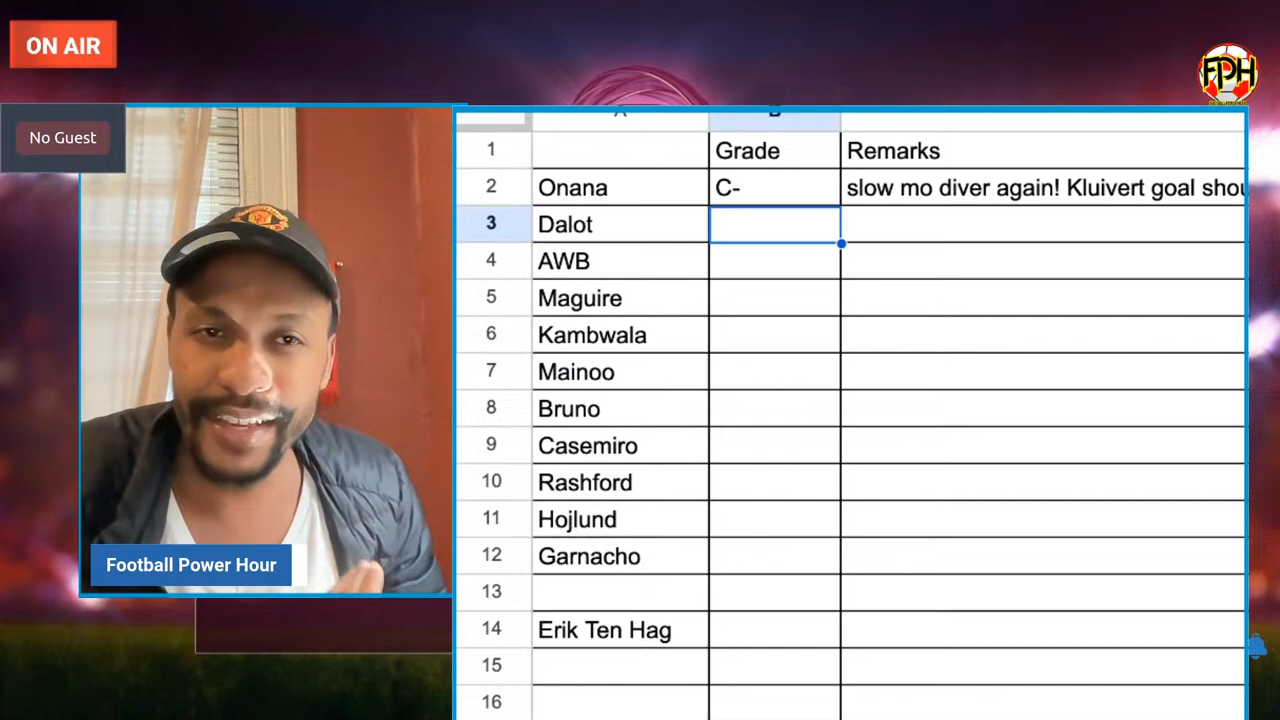 ON AIR
FPH
No Guest
Football Power Hour
1 Grade Remarks
2 Onana C- slow mo diver again! Kluivert goal
3 Dalot
4 AWB
5 Maguire
6 Kambwala
7 Mainoo
8 Bruno
9 Casemiro
10 Rashford
11 Hojlund
12 Garnacho
13
14 Erik Ten Hag
15
16